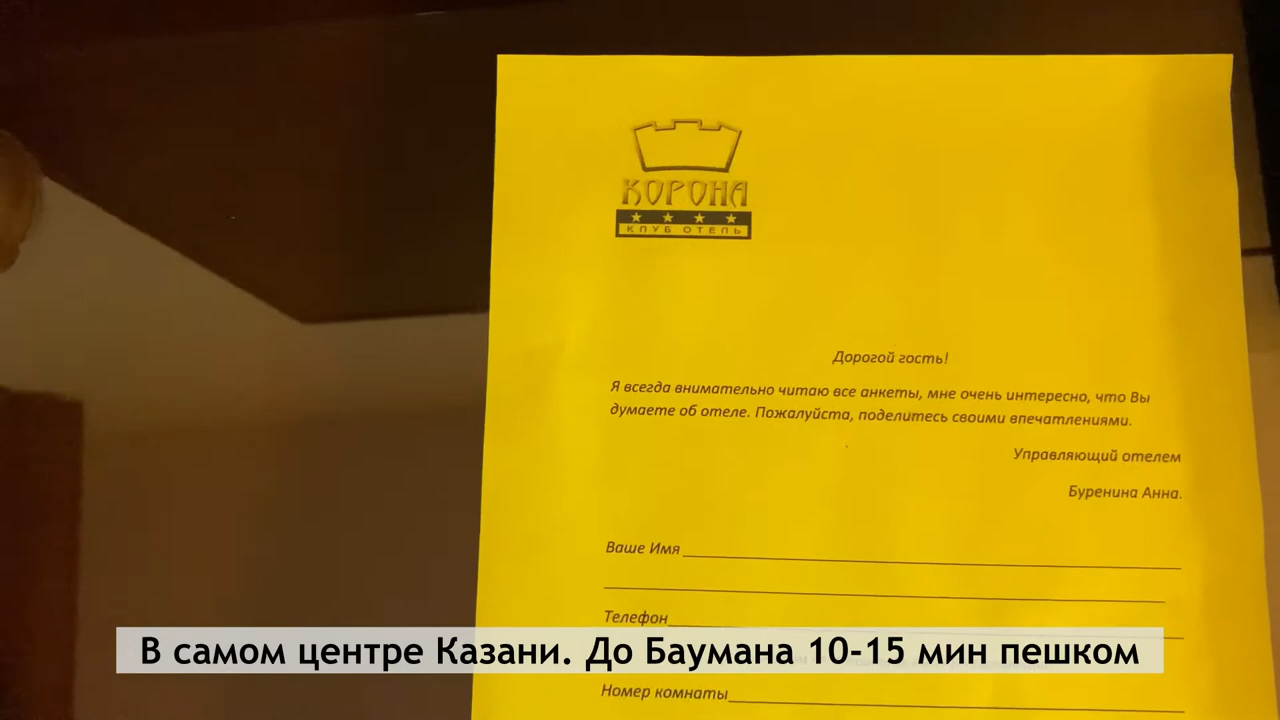 КОРОНА
КЛУБ ОТЕЛЬ
Дорогой гость!
Я всегда внимательно читаю все анкеты, мне очень интересно, что Вы
думаете об отеле. Пожалуйста, поделитесь своими впечатлениями.
Управляющий отелем
Буренина Анна.
Ваше Имя
Телефон
В самом центре Казани. До Баумана 10-15 мин пешком
Номер комнаты